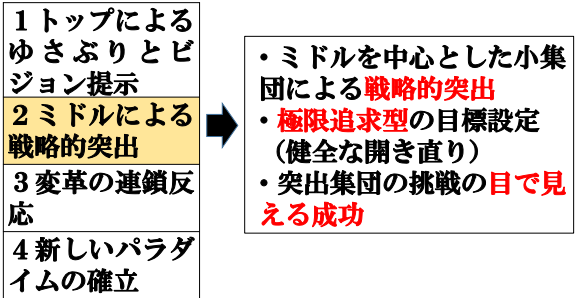 １トップによる
ゆさぶりとビ
ジョン提示
２ミドルによる
戦略的突出
３変革の連鎖反
応
４新しいパラダ
イムの確立
・ミドルを中心とした小集
団による戦略的突出
・極限追求型の目標設定
（健全な開き直り）
・突出集団の挑戦の目で見
える成功